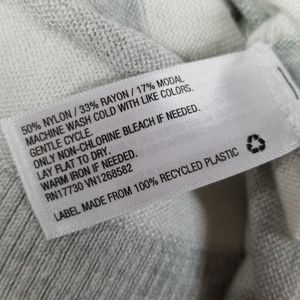 50% NYLON / 33% RAYON / 17% MODAL
MACHINE WASH COLD WITH LIKE COLORS.
GENTLE CYCLE.
ONLY NON-CHLORINE BLEACH IF NEEDED.
LAY FLAT TO DRY.
WARM IRON IF NEEDED.
RN17730 VN1268582
LABEL MADE FROM 100% RECYCLED PLASTIC